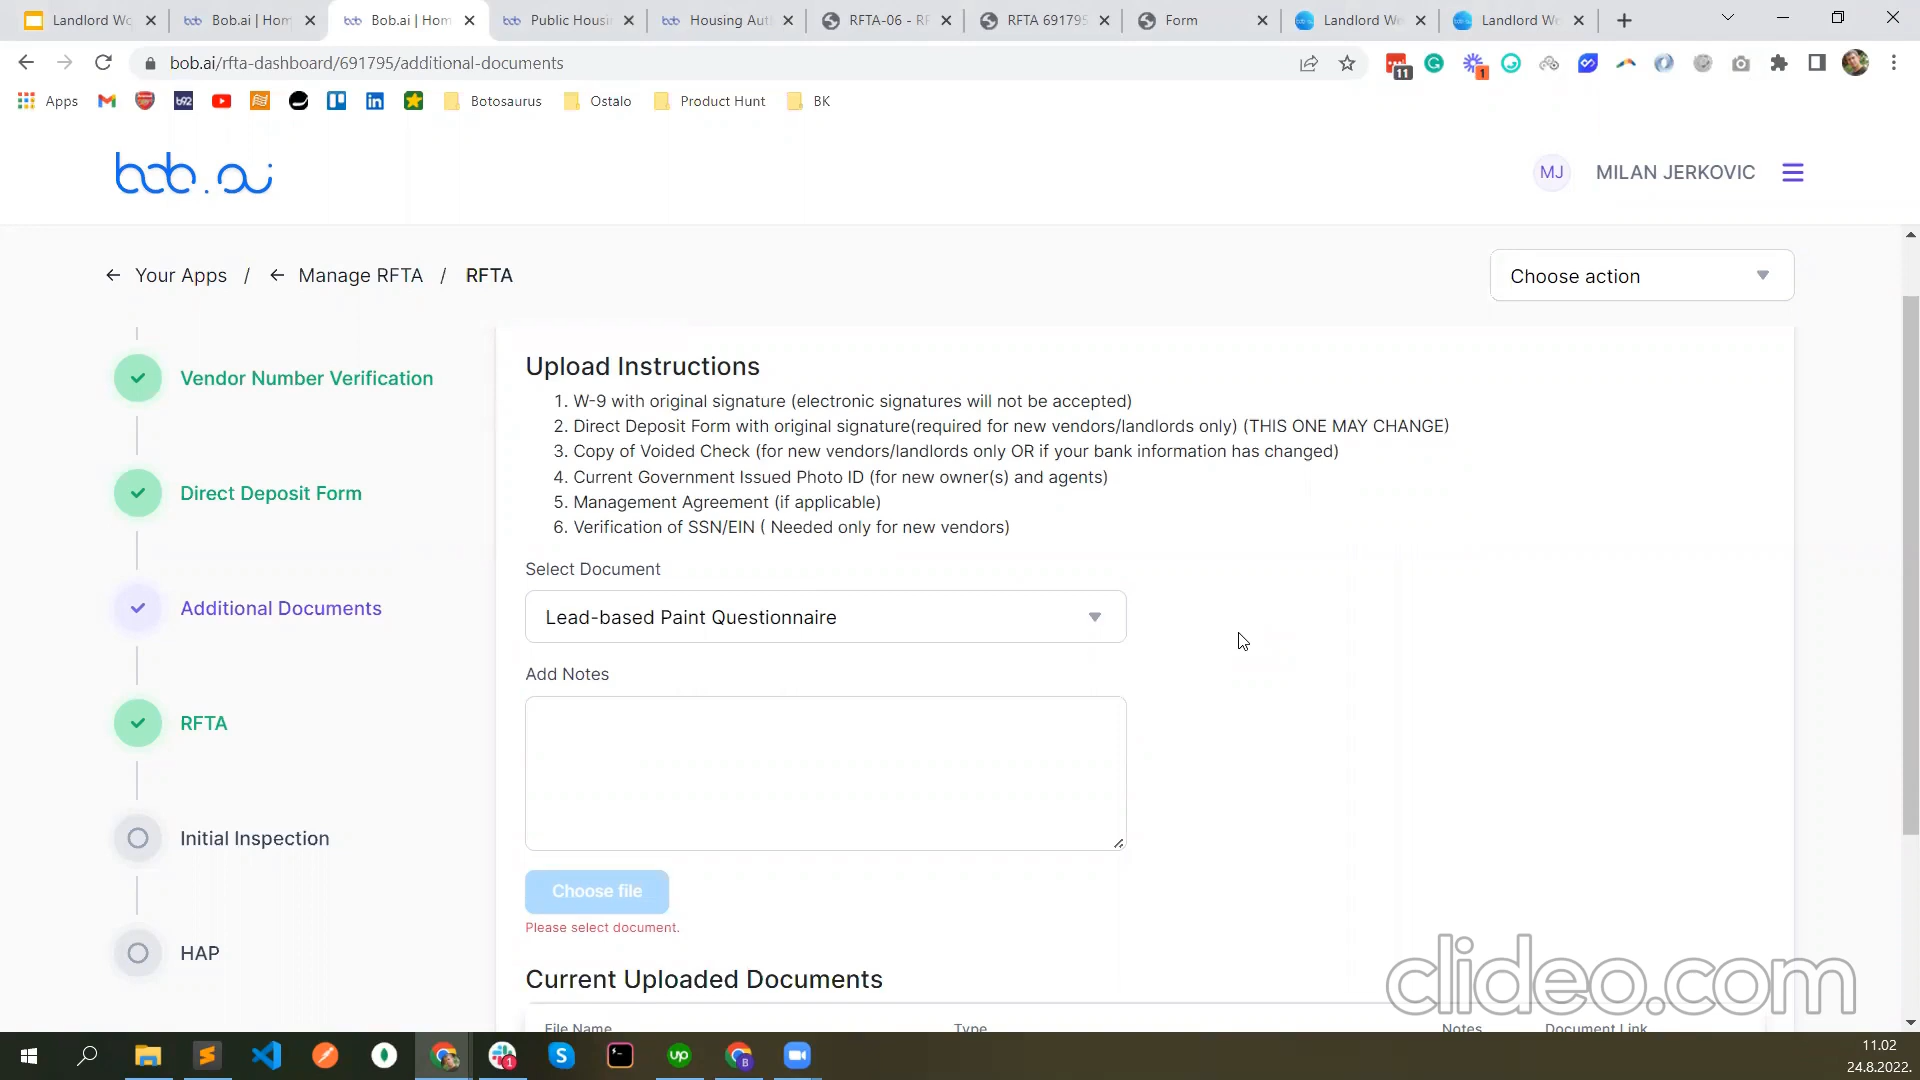 Landlord Wo
Bob.ai | Hom
Bob.ai | Hom
Public Housi
Housing Aut
RFTA-06 - RF
RFTA 691795
Form
Landlord We
Landlord We
bob.ai/rfta-dashboard/691795/additional-documents
11
1
Apps
b92
Botosaurus
Ostalo
Product Hunt
BK
bob.ai
MJ
MILAN JERKOVIC
Your Apps / Manage RFTA / RFTA
Choose action
Vendor Number Verification
Direct Deposit Form
Additional Documents
RFTA
Initial Inspection
HAP
Upload Instructions
1. W-9 with original signature (electronic signatures will not be accepted)
2. Direct Deposit Form with original signature(required for new vendors/landlords only) (THIS ONE MAY CHANGE)
3. Copy of Voided Check (for new vendors/landlords only OR if your bank information has changed)
4. Current Government Issued Photo ID (for new owner(s) and agents)
5. Management Agreement (if applicable)
6. Verification of SSN/EIN ( Needed only for new vendors)
Select Document
Lead-based Paint Questionnaire
Add Notes
Choose file
Please select document.
Current Uploaded Documents
File Name
Type
Notes
Document Link
clideo.com
1
up
B
11.02
24.8.2022.